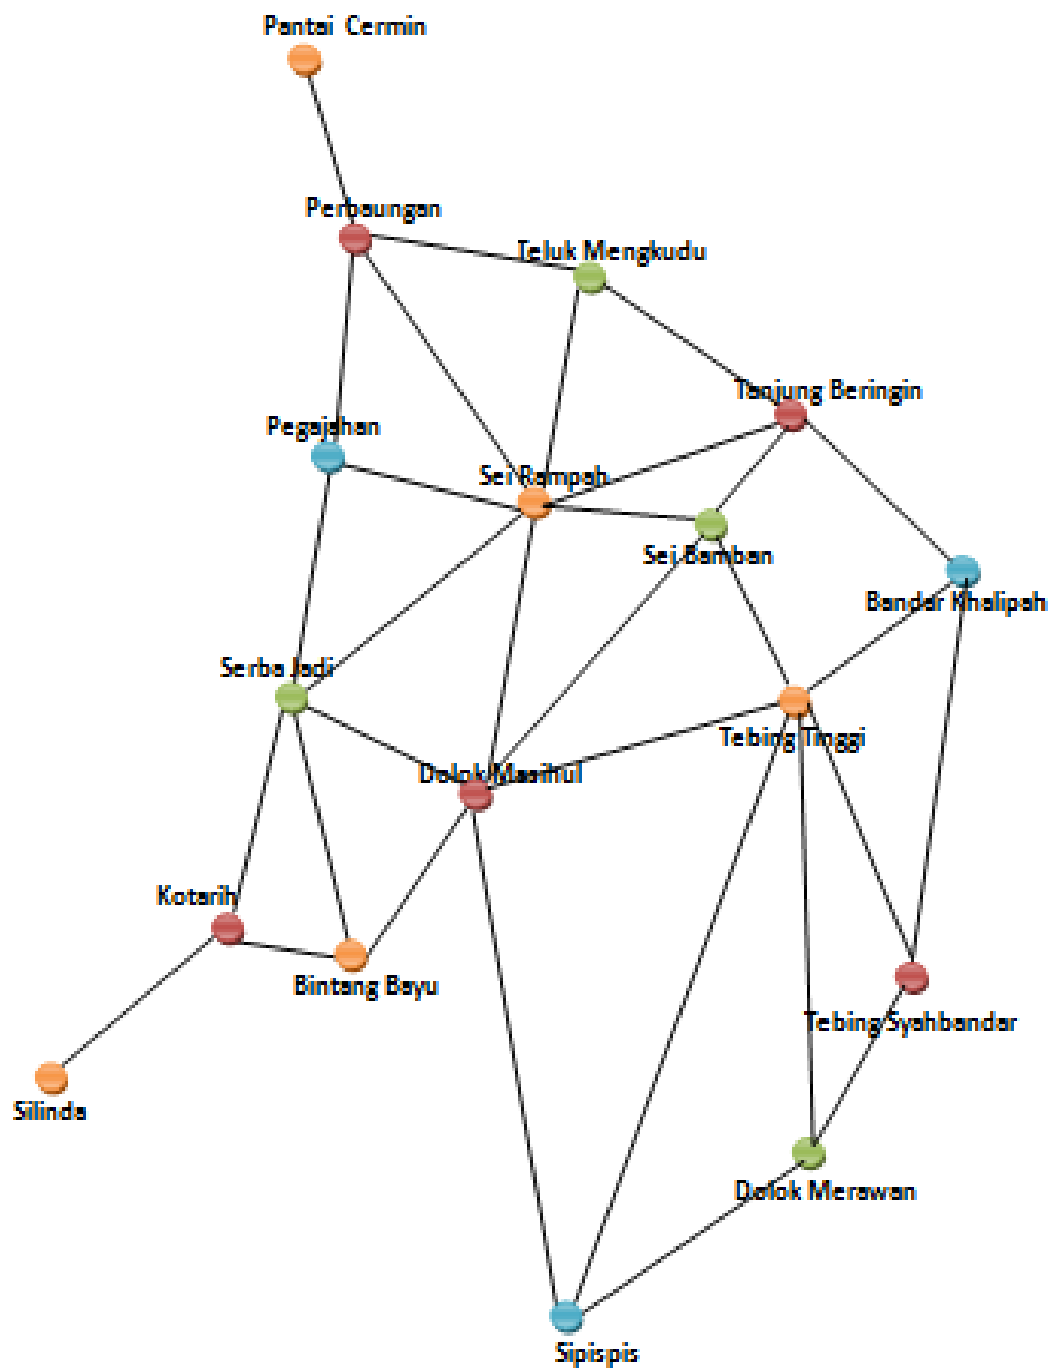 Pantai Cermin
Perbaungan
Teluk Mengkudu
Tanjung Beringin
Pegajahan
Sei Rampah
Sei Bamban
Bandar Khalipah
Serba Jadi
Tebing Tinggi
Dolok Masihul
Kotarih
Bintang Bayu
Tebing Syahbandar
Silinda
Dolok Merawan
Sipispis